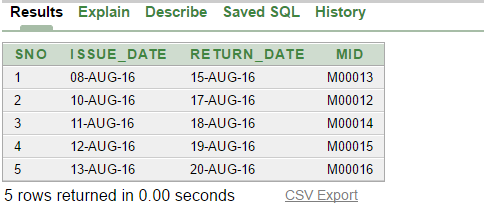 Results Explain Describe Saved SQL History
SNO ISSUE_DATE RETURN_DATE MID
1 08-AUG-16 15-AUG-16 M00013
2 10-AUG-16 17-AUG-16 M00012
3 11-AUG-16 18-AUG-16 M00014
4 12-AUG-16 19-AUG-16 M00015
5 13-AUG-16 20-AUG-16 M00016
5 rows returned in 0.00 seconds CSV Export